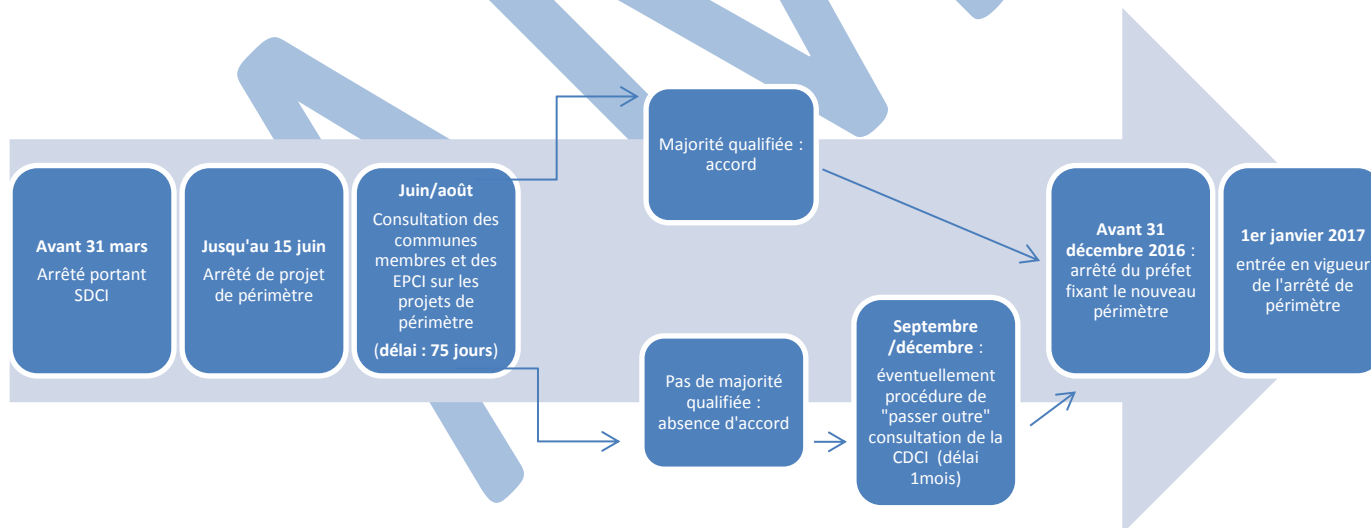 Avant 31 mars
Arrêté portant
SDCI
Jusqu'au 15 juin
Arrêté de projet
de périmètre
Juin/août
Consultation des
communes
membres et des
EPCI sur les
projets de
périmètre
(délai : 75 jours)
Majorité qualifiée :
accord
Pas de majorité
qualifiée :
absence d'accord
Septembre
/décembre :
éventuellement
procédure de
"passer outre"
consultation de la
CDCI (délai
1mois)
Avant 31
décembre 2016 :
arrêté du préfet
fixant le nouveau
périmètre
1er janvier 2017
entrée en vigueur
de l'arrêté de
périmètre